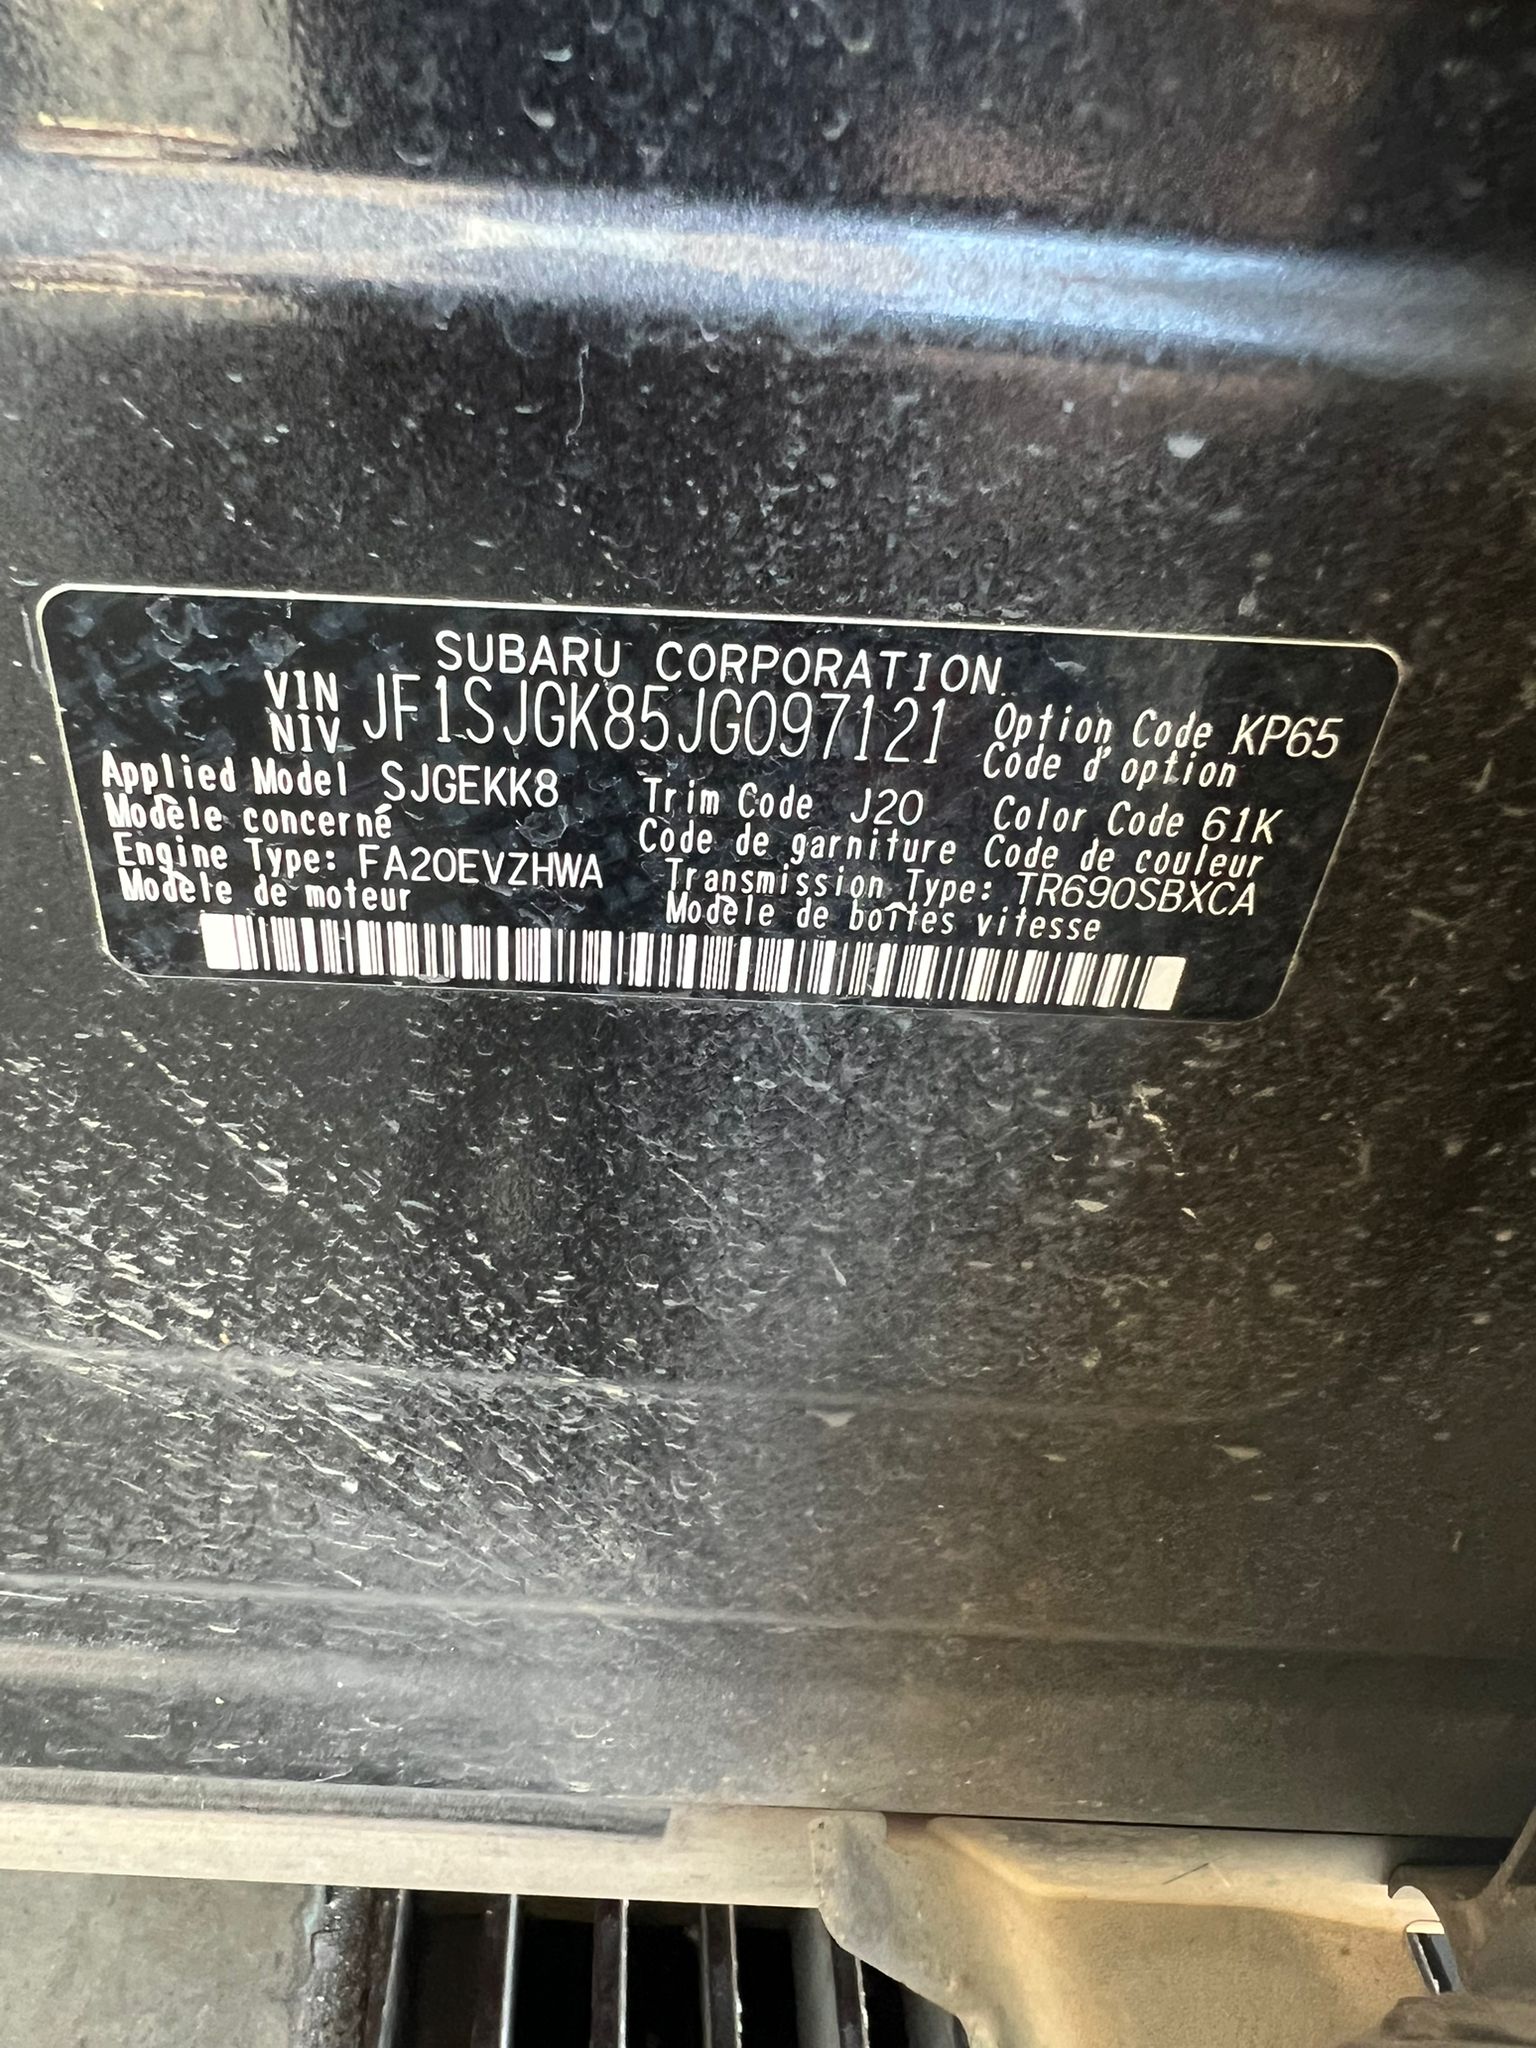 SUBARU CORPORATION
VIN JF1SJGK85JG097121 Option Code KP65
NIV Code d'option
Applied Model SJGEKK8 Trim Code J20 Color Code 61K
Modèle concerné Code de garniture Code de couleur
Engine Type: FA20EVZHWA Transmission Type: TR690SBXCA
Modèle de moteur Modèle de boîtes vitesse